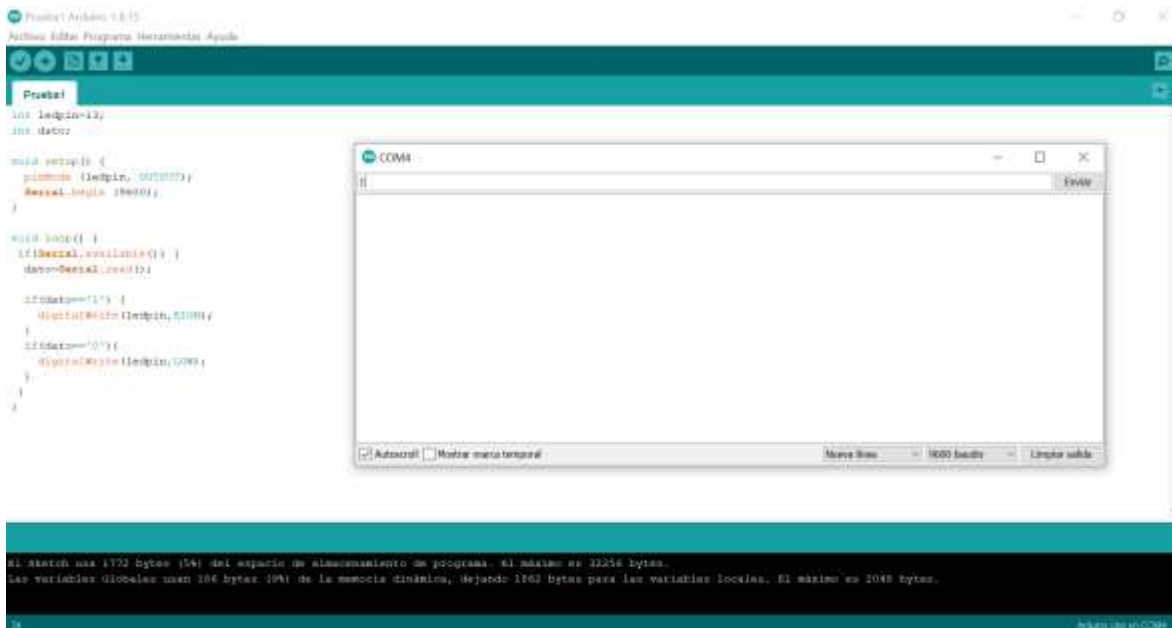 Prueba1 Arduino 1.8.15
Archivo Editar Programa Herramientas Ayuda
Prueba1
int ledpin=13;
int dato;
void setup() {
pinMode (ledpin, OUTPUT);
Serial.begin (9600);
}
void loop() {
if(Serial.available()) {
dato=Serial.read();
if(dato=='1') {
digitalWrite(ledpin,HIGH);
}
if(dato=='0'){
digitalWrite(ledpin,LOW);
}
}
}
COM4
Enviar
Autoscroll Mostrar marca temporal Nueva línea 9600 baudio Limpiar salida
El Sketch usa 1772 bytes (5%) del espacio de almacenamiento de programa. El máximo es 32256 bytes.
Las variables Globales usan 186 bytes (9%) de la memoria dinámica, dejando 1862 bytes para las variables locales. El máximo es 2048 bytes.
Arduino Uno en COM4